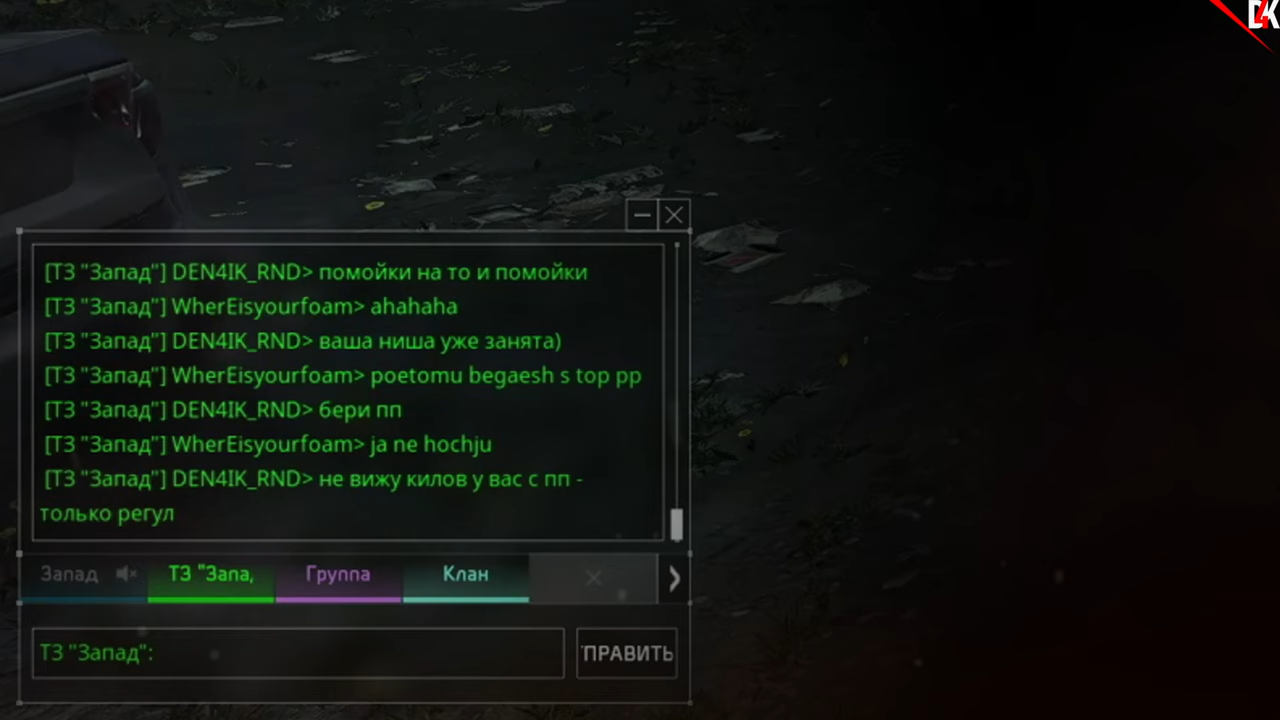 D4K
[ТЗ "Запад"] DEN4IK_RND> помойки на то и помойки
[ТЗ "Запад"] WherEisyourfoam> ahahaha
[ТЗ "Запад"] DEN4IK_RND> ваша ниша уже занята)
[ТЗ "Запад"] WherEisyourfoam> poetomu begaesh s top pp
[ТЗ "Запад"] DEN4IK_RND> бери пп
[ТЗ "Запад"] WherEisyourfoam> ja ne hochju
[ТЗ "Запад"] DEN4IK_RND> не вижу килов у вас с пп -
только регул
Запад ТЗ "Запа, Группа Клан
ТЗ "Запад": ПРАВИТЬ